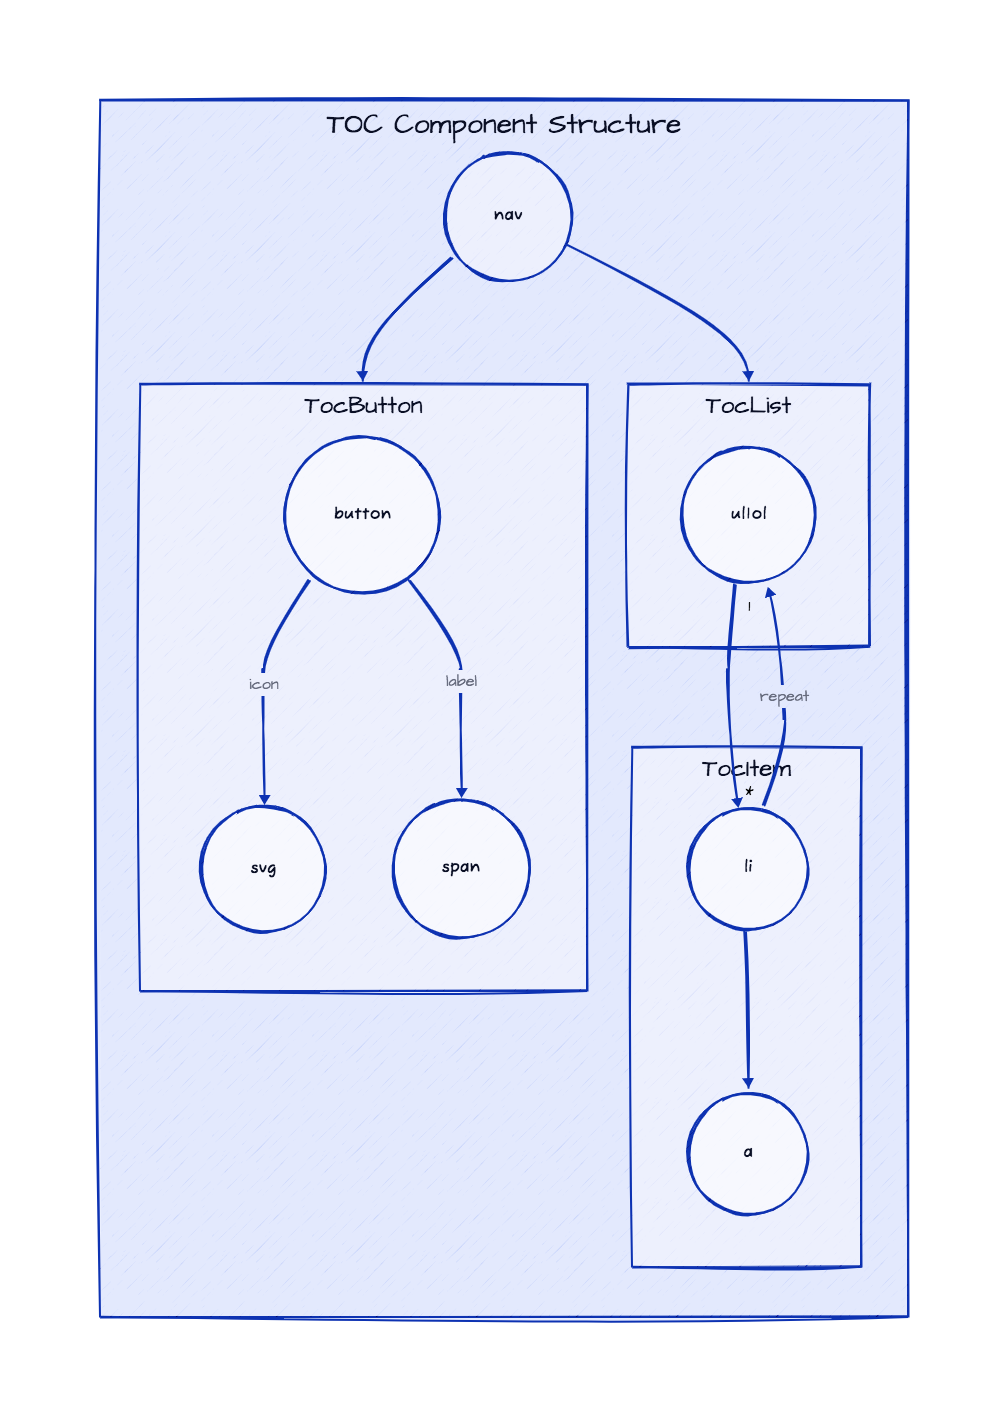 TOC Component Structure
nav
TocButton
TocList
button
ul|ol
1
icon
label
repeat
TocItem
*
svg
span
li
a